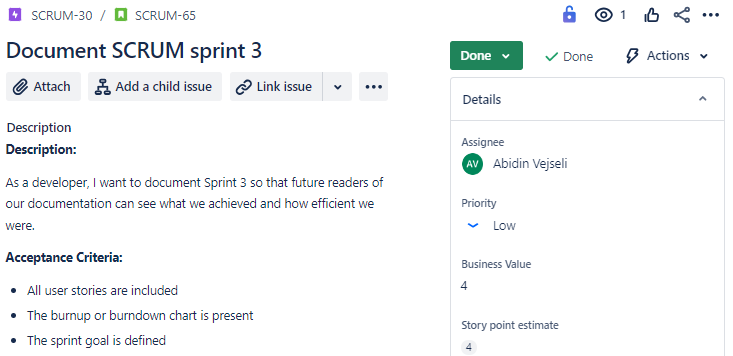 SCRUM-30 / SCRUM-65
1
Document SCRUM sprint 3
Done
Done
Actions
Attach
Add a child issue
Link issue
Details
Description
Description:
As a developer, I want to document Sprint 3 so that future readers of
our documentation can see what we achieved and how efficient we
were.
Acceptance Criteria:
• All user stories are included
• The burnup or burndown chart is present
• The sprint goal is defined
Assignee
AV Abidin Vejseli
Priority
Low
Business Value
4
Story point estimate
4